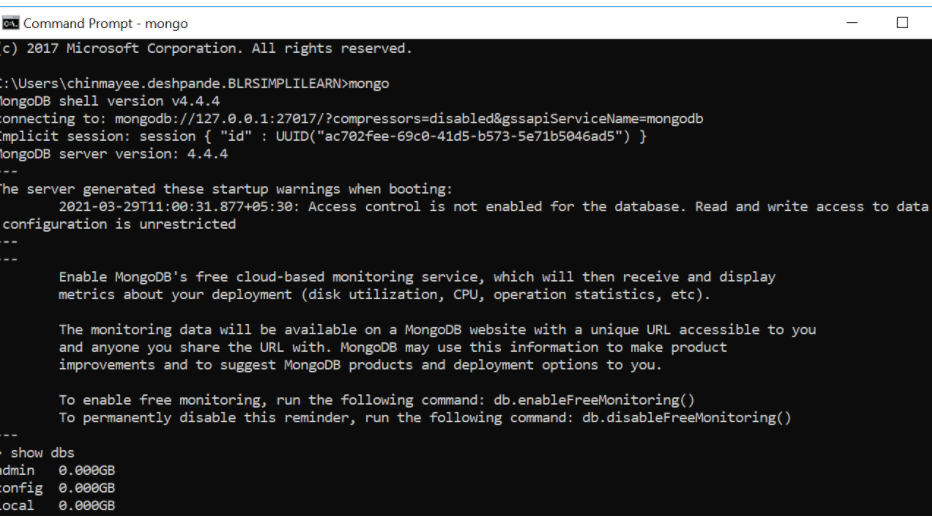 Command Prompt - mongo
(c) 2017 Microsoft Corporation. All rights reserved.
C:\Users\chinmayee.deshpande.BLRSIMPLILEARN>mongo
MongoDB shell version v4.4.4
connecting to: mongodb://127.0.0.1:27017/?compressors=disabled&gssapiServiceName=mongodb
Implicit session: session { "id" : UUID("ac702fee-69c0-41d5-b573-5e71b5046ad5") }
MongoDB server version: 4.4.4
---
The server generated these startup warnings when booting:
        2021-03-29T11:00:31.877+05:30: Access control is not enabled for the database. Read and write access to data
 configuration is unrestricted
---
---
        Enable MongoDB's free cloud-based monitoring service, which will then receive and display
        metrics about your deployment (disk utilization, CPU, operation statistics, etc).
        The monitoring data will be available on a MongoDB website with a unique URL accessible to you
        and anyone you share the URL with. MongoDB may use this information to make product
        improvements and to suggest MongoDB products and deployment options to you.
        To enable free monitoring, run the following command: db.enableFreeMonitoring()
        To permanently disable this reminder, run the following command: db.disableFreeMonitoring()
---
> show dbs
admin   0.000GB
config  0.000GB
local   0.000GB